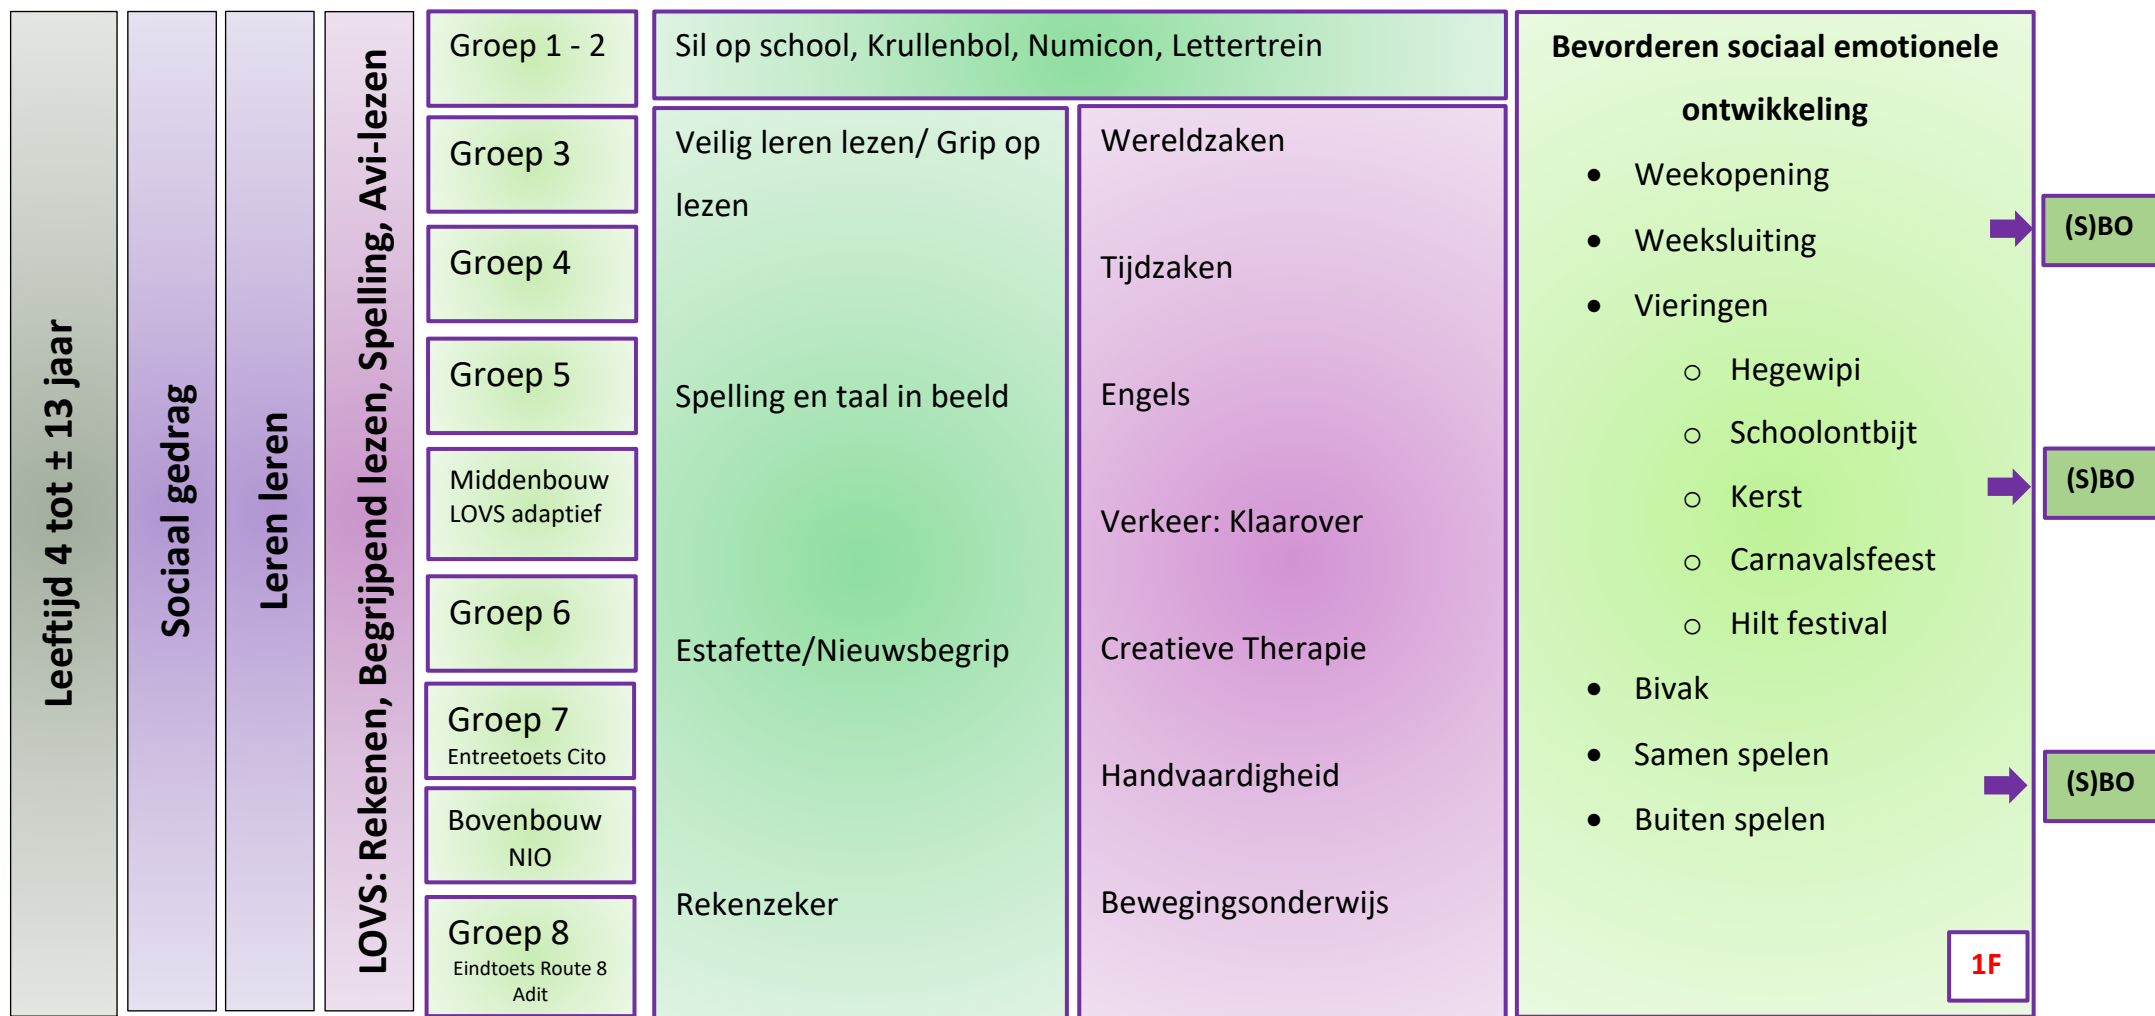 Leeftijd 4 tot ± 13 jaar
Sociaal gedrag
Leren leren
LOVS: Rekenen, Begrijpend lezen, Spelling, Avi-lezen
Groep 1 - 2
Groep 3
Groep 4
Groep 5
Middenbouw
LOVS adaptief
Groep 6
Groep 7
Entreetoets Cito
Bovenbouw
NIO
Groep 8
Eindtoets Route 8
Adit
Sil op school, Krullenbol, Numicon, Lettertrein
Veilig leren lezen/ Grip op
lezen
Spelling en taal in beeld
Estafette/Nieuwsbegrip
Rekenzeker
Wereldzaken
Tijdzaken
Engels
Verkeer: Klaarover
Creatieve Therapie
Handvaardigheid
Bewegingsonderwijs
Bevorderen sociaal emotionele
ontwikkeling
• Weekopening
• Weeksluiting
• Vieringen
o Hegewipi
o Schoolontbijt
o Kerst
o Carnavalsfeest
o Hilt festival
• Bivak
• Samen spelen
• Buiten spelen
1F
(S)BO
(S)BO
(S)BO